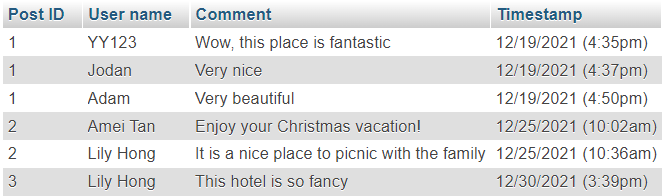 Post ID User name Comment Timestamp
1 YY123 Wow, this place is fantastic 12/19/2021 (4:35pm)
1 Jodan Very nice 12/19/2021 (4:37pm)
1 Adam Very beautiful 12/19/2021 (4:50pm)
2 Amei Tan Enjoy your Christmas vacation! 12/25/2021 (10:02am)
2 Lily Hong It is a nice place to picnic with the family 12/25/2021 (10:36am)
3 Lily Hong This hotel is so fancy 12/30/2021 (3:39pm)